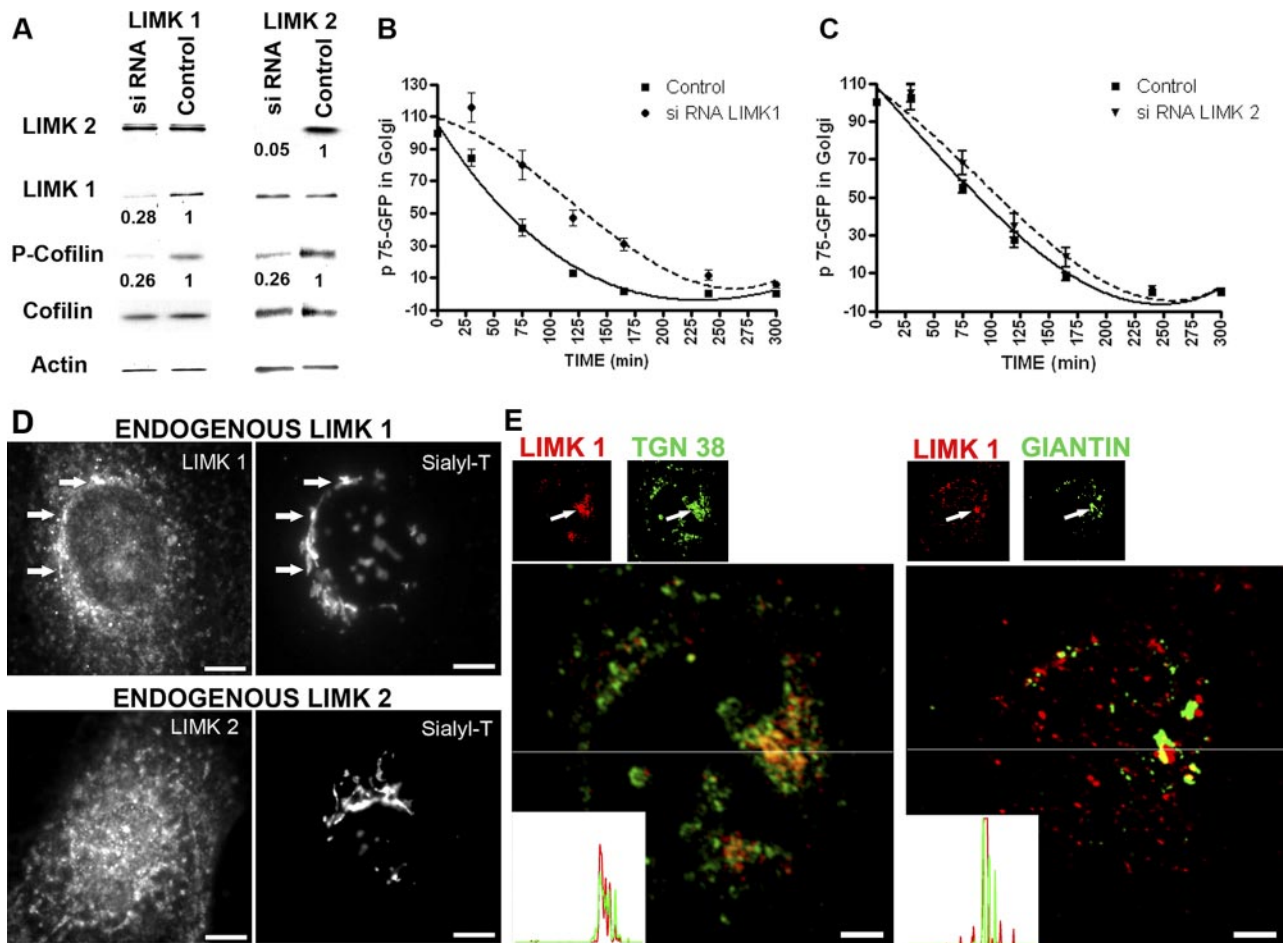 A
LIMK 1
LIMK 2
si RNA
Control
si RNA
Control
LIMK 2
0.05
1
LIMK 1
0.28
1
P-Cofilin
0.26
1
0.26
1
Cofilin
Actin
B
130
110
90
70
50
30
10
-10
p 75-GFP in Golgi
Control
si RNA LIMK1
0
25
50
75
100
125
150
175
200
225
250
275
300
TIME (min)
C
110
90
70
50
30
10
-10
p 75-GFP in Golgi
Control
si RNA LIMK 2
0
25
50
75
100
125
150
175
200
225
250
275
300
TIME (min)
D
ENDOGENOUS LIMK 1
LIMK 1
Sialyl-T
ENDOGENOUS LIMK 2
LIMK 2
Sialyl-T
E
LIMK 1 TGN 38
LIMK 1 GIANTIN